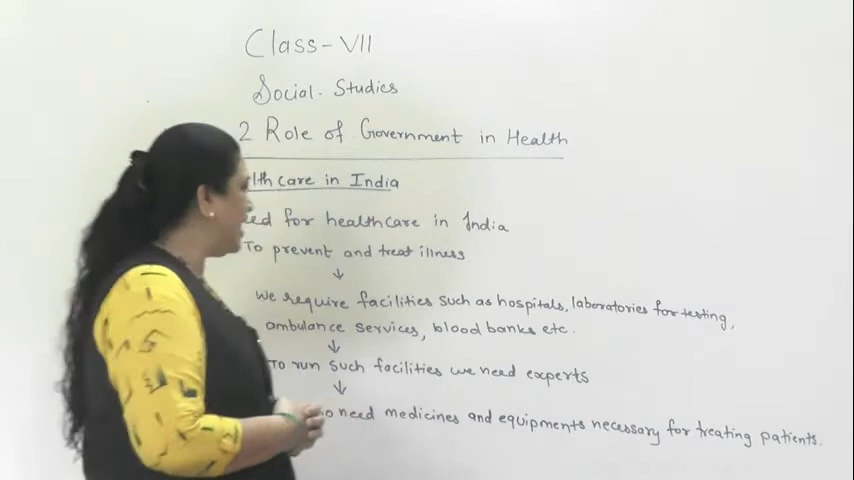 Class-VII
Social Studies
2 Role of Government in Health
lth care in India
ed for healthcare in India
To prevent and treat illness
↓
We require facilities such as hospitals, laboratories for testing,
ambulance services, blood banks etc.
↓
To run such facilities we need experts
↓
o need medicines and equipments necessary for treating patients.